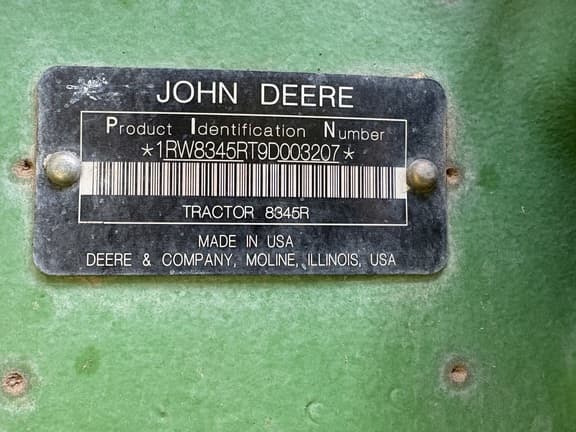 JOHN DEERE
Product Identification Number
*1RW8345RT9D003207*
TRACTOR 8345R
MADE IN USA
DEERE & COMPANY, MOLINE, ILLINOIS, USA